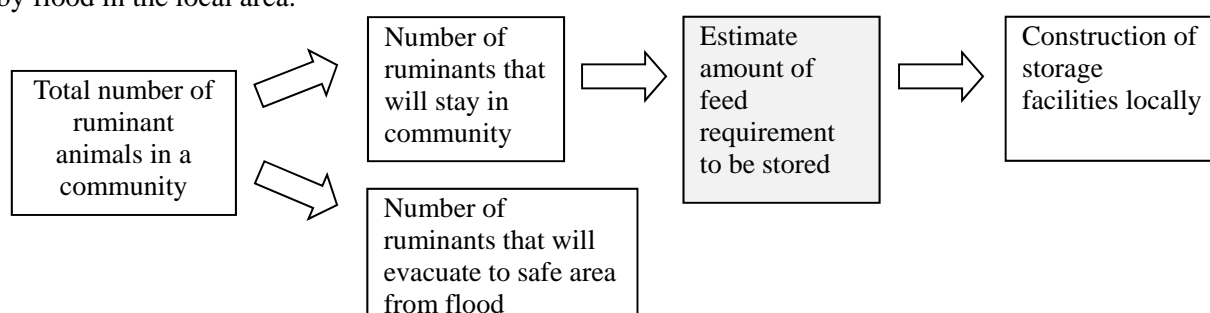 by flood in the local area.
Total number of
ruminant
animals in a
community
Number of
ruminants that
will stay in
community
Number of
ruminants that will
evacuate to safe area
from flood
Estimate
amount of
feed
requirement
to be stored
Construction of
storage
facilities locally